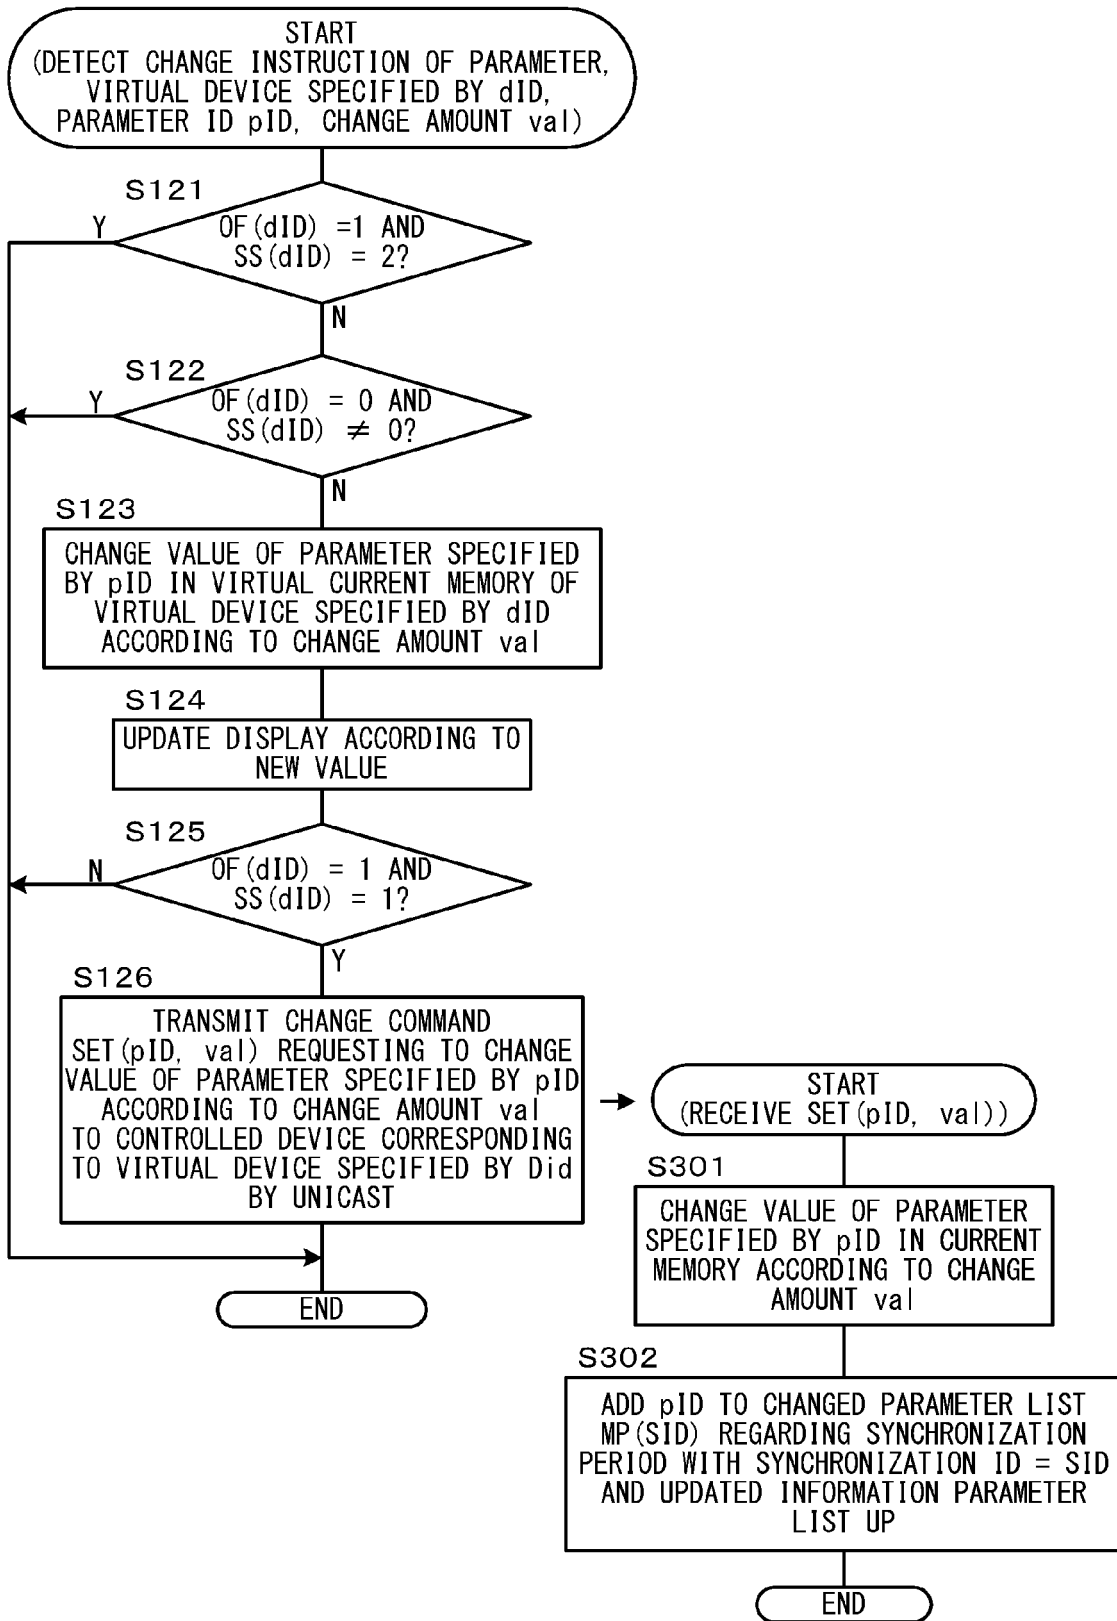 START
(DETECT CHANGE INSTRUCTION OF PARAMETER,
VIRTUAL DEVICE SPECIFIED BY dID,
PARAMETER ID pID, CHANGE AMOUNT val)
S121
Y
OF(dID) =1 AND
SS(dID) = 2?
N
S122
Y
OF(dID) = 0 AND
SS(dID) ≠ 0?
N
S123
CHANGE VALUE OF PARAMETER SPECIFIED
BY pID IN VIRTUAL CURRENT MEMORY OF
VIRTUAL DEVICE SPECIFIED BY dID
ACCORDING TO CHANGE AMOUNT val
S124
UPDATE DISPLAY ACCORDING TO
NEW VALUE
S125
N
OF(dID) = 1 AND
SS(dID) = 1?
Y
S126
TRANSMIT CHANGE COMMAND
SET(pID, val) REQUESTING TO CHANGE
VALUE OF PARAMETER SPECIFIED BY pID
ACCORDING TO CHANGE AMOUNT val
TO CONTROLLED DEVICE CORRESPONDING
TO VIRTUAL DEVICE SPECIFIED BY Did
BY UNICAST
END
START
(RECEIVE SET(pID, val))
S301
CHANGE VALUE OF PARAMETER
SPECIFIED BY pID IN CURRENT
MEMORY ACCORDING TO CHANGE
AMOUNT val
S302
ADD pID TO CHANGED PARAMETER LIST
MP(SID) REGARDING SYNCHRONIZATION
PERIOD WITH SYNCHRONIZATION ID = SID
AND UPDATED INFORMATION PARAMETER
LIST UP
END